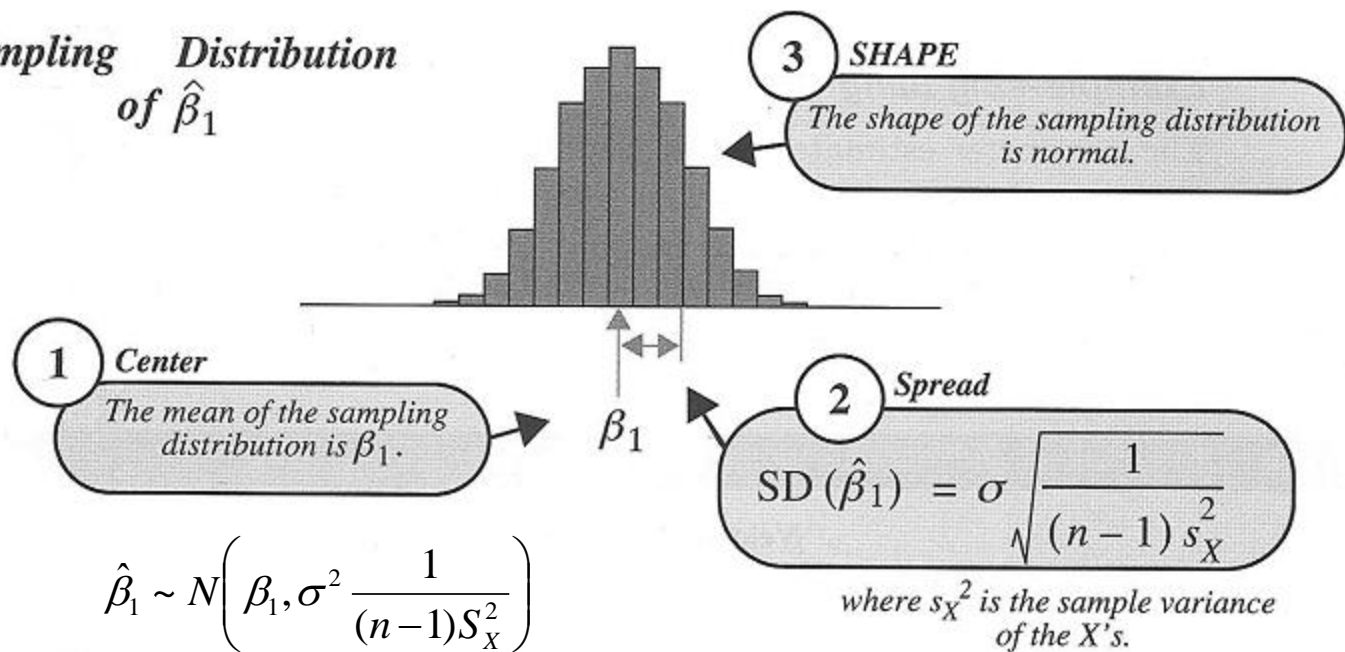 mpling Distribution
of β̂₁
3 SHAPE
The shape of the sampling distribution
is normal.
1 Center
The mean of the sampling
distribution is β₁.
β₁
2 Spread
SD (β̂₁) = σ √(1 / ((n – 1) s_X²))
where s_X² is the sample variance
of the X's.
β̂₁ ~ N(β₁, σ² 1 / ((n – 1)S_X²))